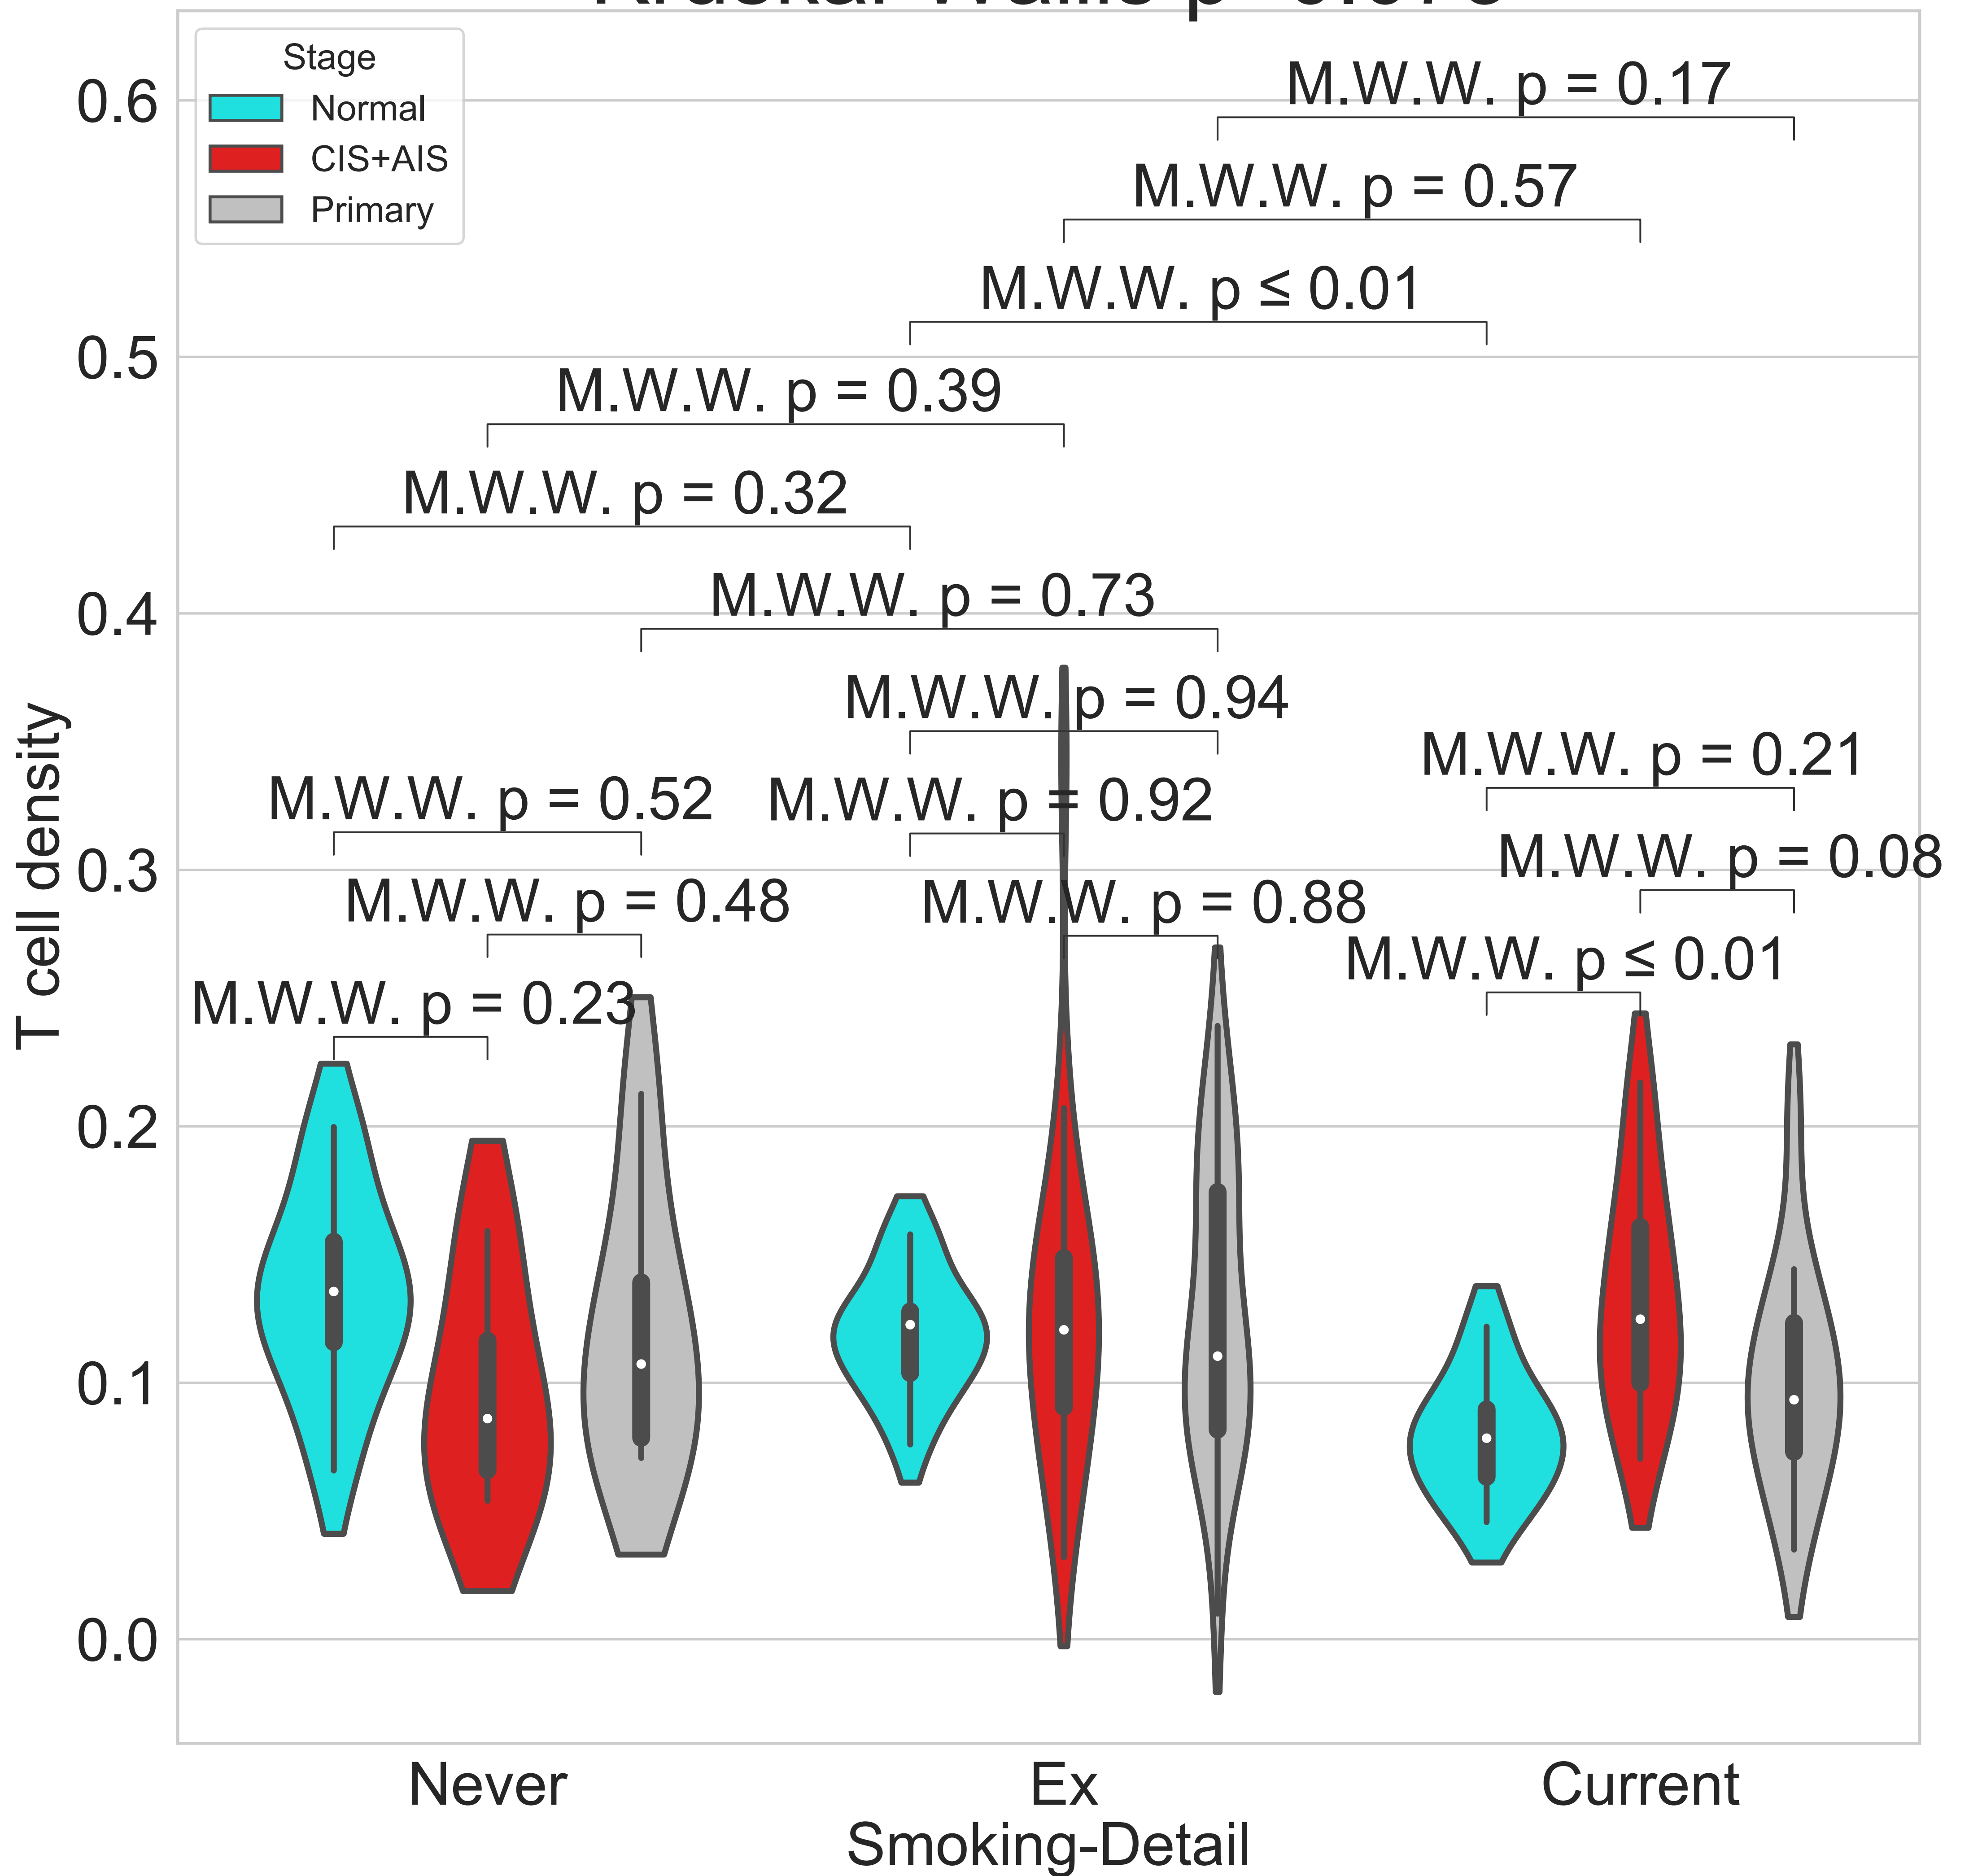 Stage
Normal
CIS+AIS
Primary
M.W.W. p = 0.17
M.W.W. p = 0.57
M.W.W. p ≤ 0.01
M.W.W. p = 0.39
M.W.W. p = 0.32
M.W.W. p = 0.73
M.W.W. p = 0.94
M.W.W. p = 0.21
M.W.W. p = 0.52
M.W.W. p = 0.92
M.W.W. p = 0.08
M.W.W. p = 0.48
M.W.W. p = 0.88
M.W.W. p ≤ 0.01
M.W.W. p = 0.23
0.6
0.5
0.4
0.3
0.2
0.1
0.0
T cell density
Never
Ex
Current
Smoking-Detail